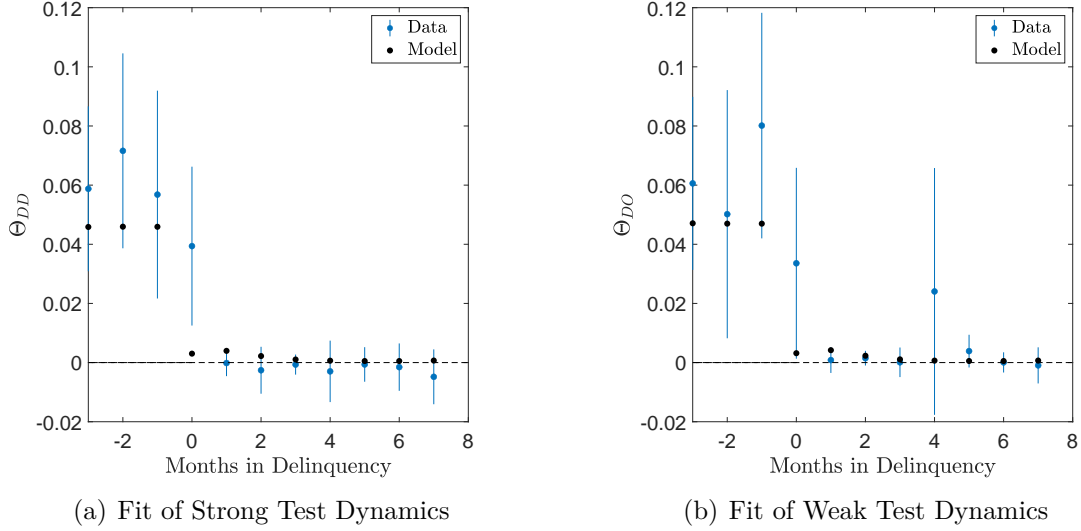 0.12
0.1
0.08
0.06
0.04
0.02
0
-0.02
Θ_DD
Data
Model
-2 0 2 4 6 8
Months in Delinquency
(a) Fit of Strong Test Dynamics
0.12
0.1
0.08
0.06
0.04
0.02
0
-0.02
Θ_DO
Data
Model
-2 0 2 4 6 8
Months in Delinquency
(b) Fit of Weak Test Dynamics